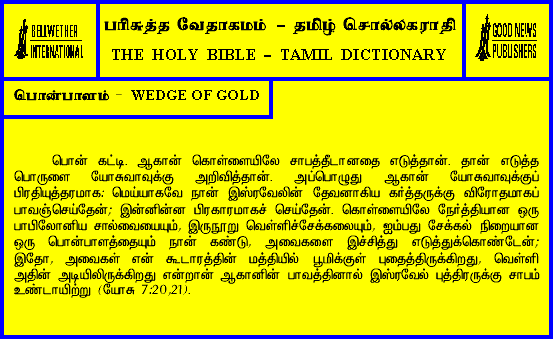 BELLWETHER
INTERNATIONAL
பரிசுத்த வேதாகமம் - தமிழ் சொல்லகராதி
THE HOLY BIBLE - TAMIL DICTIONARY
GOOD NEWS
PUBLISHERS
பொன்பாளம் - WEDGE OF GOLD
பொன் கட்டி. ஆகான் கொள்ளையிலே சாபத்தீடானதை எடுத்தான். தான் எடுத்த
பொருளை யோசுவாவுக்கு அறிவித்தான். அப்பொழுது ஆகான் யோசுவாவுக்குப்
பிரதியுத்தரமாக: மெய்யாகவே நான் இஸ்ரவேலின் தேவனாகிய கர்த்தருக்கு விரோதமாகப்
பாவஞ்செய்தேன்; இன்னின்ன பிரகாரமாகச் செய்தேன். கொள்ளையிலே நேர்த்தியான ஒரு
பாபிலோனிய சால்வையையும், இருநூறு வெள்ளிச்சேக்கலையும், ஐம்பது சேக்கல் நிறையான
ஒரு பொன்பாளத்தையும் நான் கண்டு, அவைகளை இச்சித்து எடுத்துக்கொண்டேன்;
இதோ, அவைகள் என் கூடாரத்தின் மத்தியில் பூமிக்குள் புதைத்திருக்கிறது, வெள்ளி
அதின் அடியிலிருக்கிறது என்றான் ஆகானின் பாவத்தினால் இஸ்ரவேல் புத்திரருக்கு சாபம்
உண்டாயிற்று (யோசு 7:20,21).